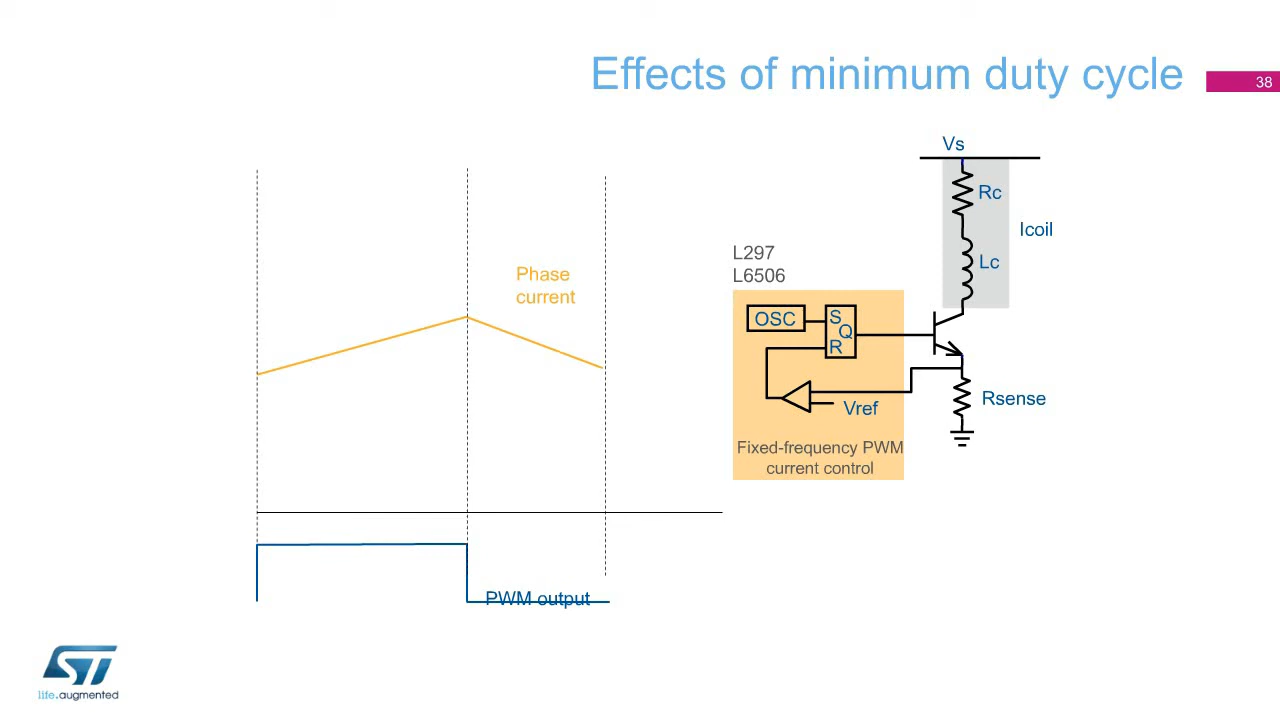 Effects of minimum duty cycle
38
Vs
Rc
Icoil
Lc
L297
L6506
Phase
current
OSC
S
Q
R
Vref
Rsense
Fixed-frequency PWM
current control
PWM output
ST
life.augmented